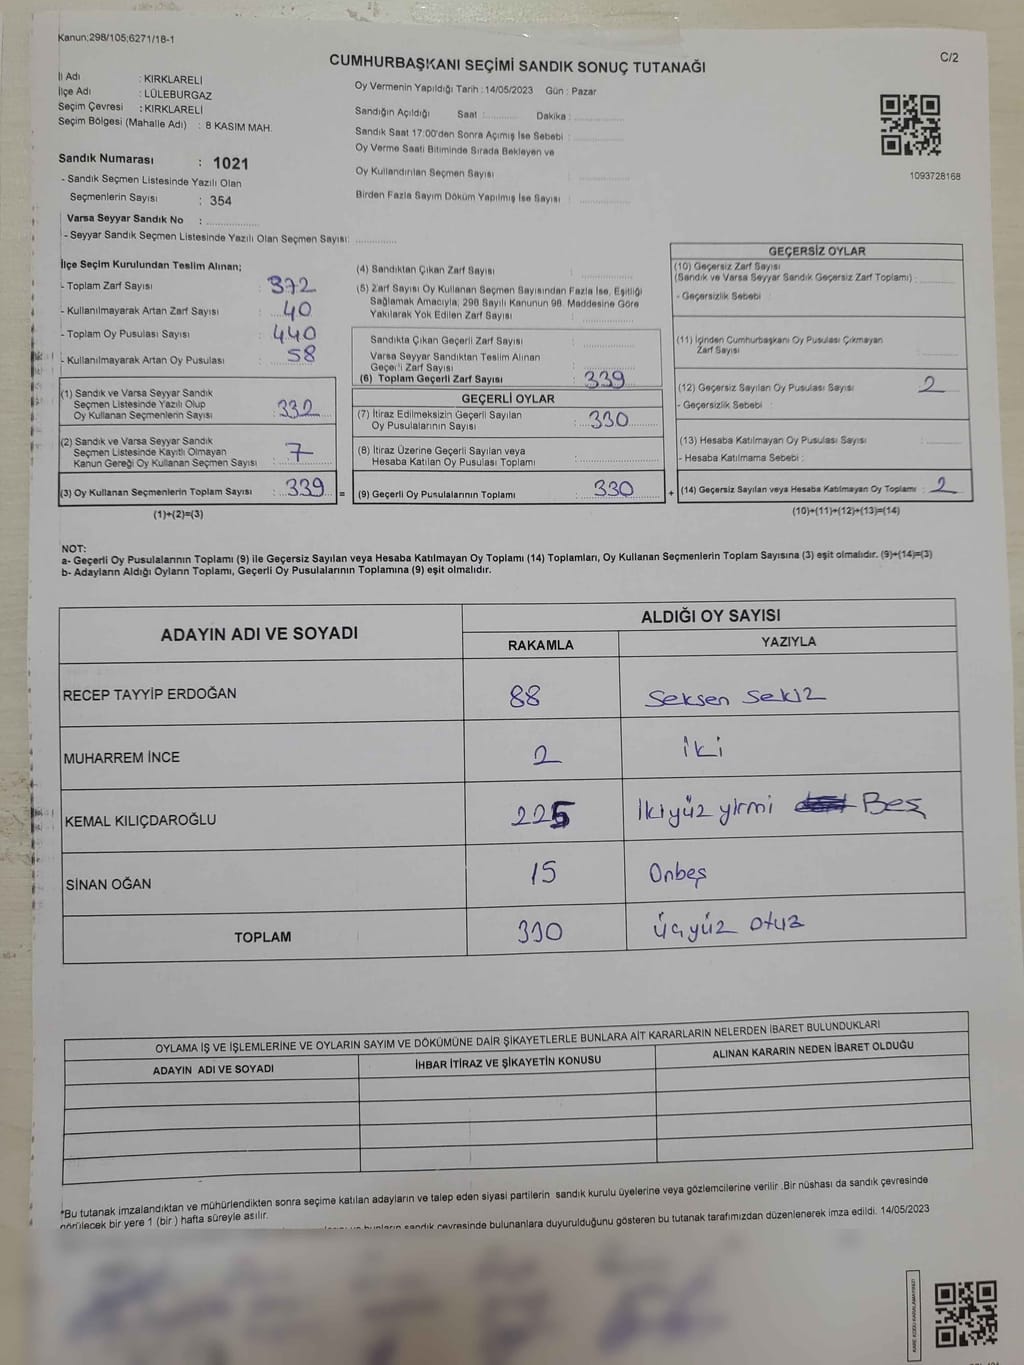 Kanun;298/105;6271/18-1
C/2
CUMHURBAŞKANI SEÇİMİ SANDIK SONUÇ TUTANAĞI
İl Adı : KIRKLARELİ
İlçe Adı : LÜLEBURGAZ
Seçim Çevresi : KIRKLARELİ
Seçim Bölgesi (Mahalle Adı) : 8 KASIM MAH.
Oy Vermenin Yapıldığı Tarih : 14/05/2023 Gün : Pazar
Sandığın Açıldığı Saat : Dakika :
Sandık Saat 17:00'den Sonra Açımış İse Sebebi :
Oy Verme Saati Bitiminde Sırada Bekleyen ve
Oy Kullandırılan Seçmen Sayısı
Birden Fazla Sayım Döküm Yapılmış İse Sayısı :
1093728168
Sandık Numarası : 1021
- Sandık Seçmen Listesinde Yazılı Olan
Seçmenlerin Sayısı : 354
Varsa Seyyar Sandık No :
- Seyyar Sandık Seçmen Listesinde Yazılı Olan Seçmen Sayısı:
İlçe Seçim Kurulundan Teslim Alınan;
- Toplam Zarf Sayısı : 372
- Kullanılmayarak Artan Zarf Sayısı : 40
- Toplam Oy Pusulası Sayısı : 440
- Kullanılmayarak Artan Oy Pusulası : 58
(1) Sandık ve Varsa Seyyar Sandık
Seçmen Listesinde Yazılı Olup
Oy Kullanan Seçmenlerin Sayısı : 332
(2) Sandık ve Varsa Seyyar Sandık
Seçmen Listesinde Kayıtlı Olmayan
Kanun Gereği Oy Kullanan Seçmen Sayısı : 7
(3) Oy Kullanan Seçmenlerin Toplam Sayısı : 339 =
(1)+(2)=(3)
(4) Sandıktan Çıkan Zarf Sayısı :
(5) Zarf Sayısı Oy Kullanan Seçmen Sayısından Fazla İse, Eşitliği
Sağlamak Amacıyla; 298 Sayılı Kanunun 98. Maddesine Göre
Yakılarak Yok Edilen Zarf Sayısı :
Sandıkta Çıkan Geçerli Zarf Sayısı :
Varsa Seyyar Sandıktan Teslim Alınan
Geçerli Zarf Sayısı :
(6) Toplam Geçerli Zarf Sayısı : 339
GEÇERLİ OYLAR
(7) İtiraz Edilmeksizin Geçerli Sayılan
Oy Pusulalarının Sayısı : 330
(8) İtiraz Üzerine Geçerli Sayılan veya
Hesaba Katılan Oy Pusulası Toplamı :
(9) Geçerli Oy Pusulalarının Toplamı : 330 +
GEÇERSİZ OYLAR
(10) Geçersiz Zarf Sayısı
(Sandık ve Varsa Seyyar Sandık Geçersiz Zarf Toplamı) :
- Geçersizlik Sebebi :
(11) İçinden Cumhurbaşkanı Oy Pusulası Çıkmayan
Zarf Sayısı :
(12) Geçersiz Sayılan Oy Pusulası Sayısı : 2
- Geçersizlik Sebebi :
(13) Hesaba Katılmayan Oy Pusulası Sayısı :
- Hesaba Katılmama Sebebi :
(14) Geçersiz Sayılan veya Hesaba Katılmayan Oy Toplamı : 2
(10)+(11)+(12)+(13)=(14)
NOT:
a- Geçerli Oy Pusulalarının Toplamı (9) ile Geçersiz Sayılan veya Hesaba Katılmayan Oy Toplamı (14) Toplamları, Oy Kullanan Seçmenlerin Toplam Sayısına (3) eşit olmalıdır. (9)+(14)=(3)
b- Adayların Aldığı Oyların Toplamı, Geçerli Oy Pusulalarının Toplamına (9) eşit olmalıdır.
ADAYIN ADI VE SOYADI ALDIĞI OY SAYISI
RAKAMLA YAZIYLA
RECEP TAYYİP ERDOĞAN 88 Seksen Sekiz
MUHARREM İNCE 2 iki
KEMAL KILIÇDAROĞLU 225 İkiyüz yirmi Beş
SİNAN OĞAN 15 Onbeş
TOPLAM 330 üçyüz otuz
OYLAMA İŞ VE İŞLEMLERİNE VE OYLARIN SAYIM VE DÖKÜMÜNE DAİR ŞİKAYETLERLE BUNLARA AİT KARARLARIN NELERDEN İBARET BULUNDUKLARI
ADAYIN ADI VE SOYADI İHBAR İTİRAZ VE ŞİKAYETİN KONUSU ALINAN KARARIN NEDEN İBARET OLDUĞU
*Bu tutanak imzalandıktan ve mühürlendikten sonra seçime katılan adayların ve talep eden siyasi partilerin sandık kurulu üyelerine veya gözlemcilerine verilir .Bir nüshası da sandık çevresinde
görülecek bir yere 1 (bir ) hafta süreyle asılır.
bunların sandık çevresinde bulunanlara duyurulduğunu gösteren bu tutanak tarafımızdan düzenlenerek imza edildi. 14/05/2023